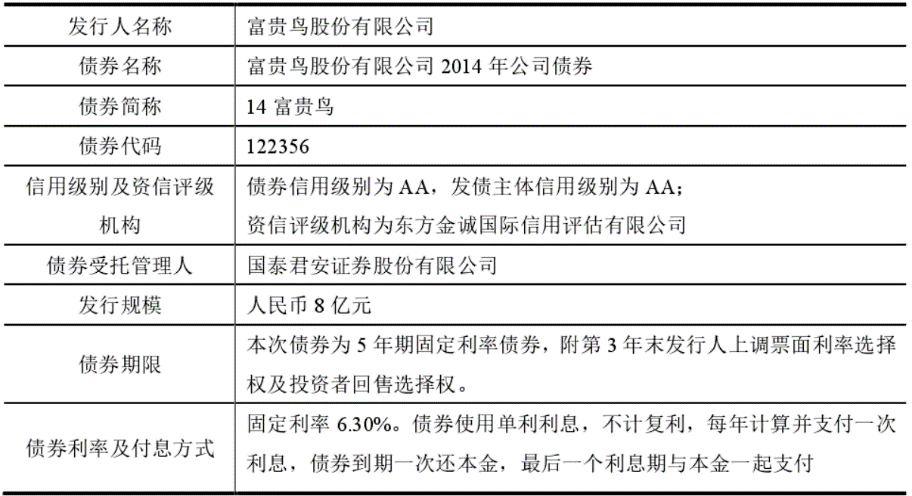 发行人名称 富贵鸟股份有限公司
债券名称 富贵鸟股份有限公司 2014 年公司债券
债券简称 14 富贵鸟
债券代码 122356
信用级别及资信评级
机构
债券信用级别为 AA，发债主体信用级别为 AA；
资信评级机构为东方金诚国际信用评估有限公司
债券受托管理人 国泰君安证券股份有限公司
发行规模 人民币 8 亿元
债券期限
本次债券为 5 年期固定利率债券，附第 3 年末发行人上调票面利率选择
权及投资者回售选择权。
债券利率及付息方式
固定利率 6.30%。债券使用单利利息，不计复利，每年计算并支付一次
利息，债券到期一次还本金，最后一个利息期与本金一起支付